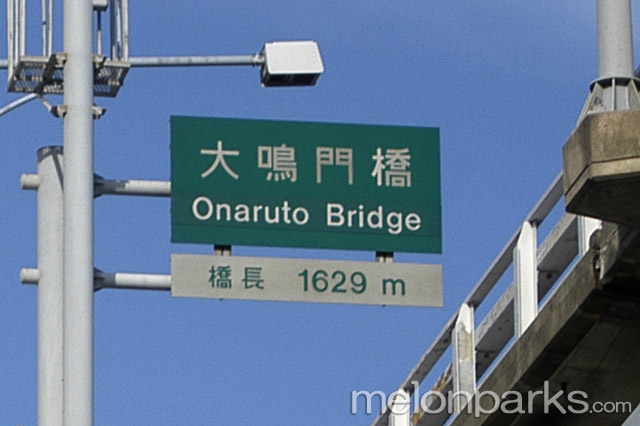 大鳴門橋
Onaruto Bridge
橋長 1629 m
melonparks.com